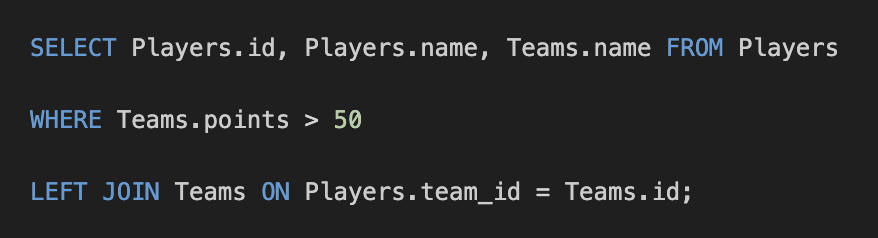 SELECT Players.id, Players.name, Teams.name FROM Players
WHERE Teams.points > 50
LEFT JOIN Teams ON Players.team_id = Teams.id;